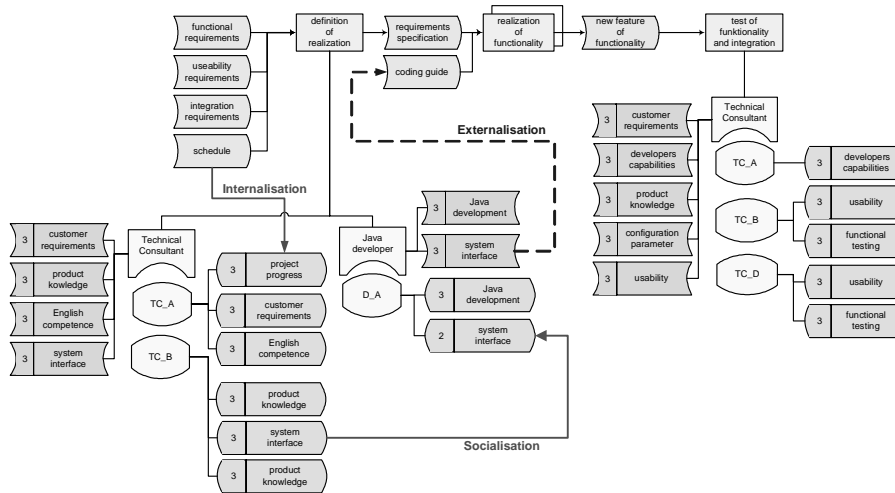 functional
requirements
definition
of
realization
requirements
specification
realization
of
functionality
new feature of
functionality
test of
funktionality
and integration
useability
requirements
coding guide
integration
requirements
schedule
Externalisation
Internalisation
Technical
Consultant
3 customer
requirements
3 developers
capabilities
3 product
knowledge
3 configuration
parameter
3 usability
TC_A
3 developers
capabilities
TC_B
3 usability
3 functional
testing
TC_D
3 usability
3 functional
testing
3 customer
requirements
3 product
kowledge
3 English
competence
3 system
interface
Technical
Consultant
TC_A
3 project
progress
3 customer
requirements
3 English
competence
TC_B
3 product
knowledge
3 system
interface
3 product
knowledge
Java
developer
3 Java
development
3 system
interface
D_A
3 Java
development
2 system
interface
Socialisation